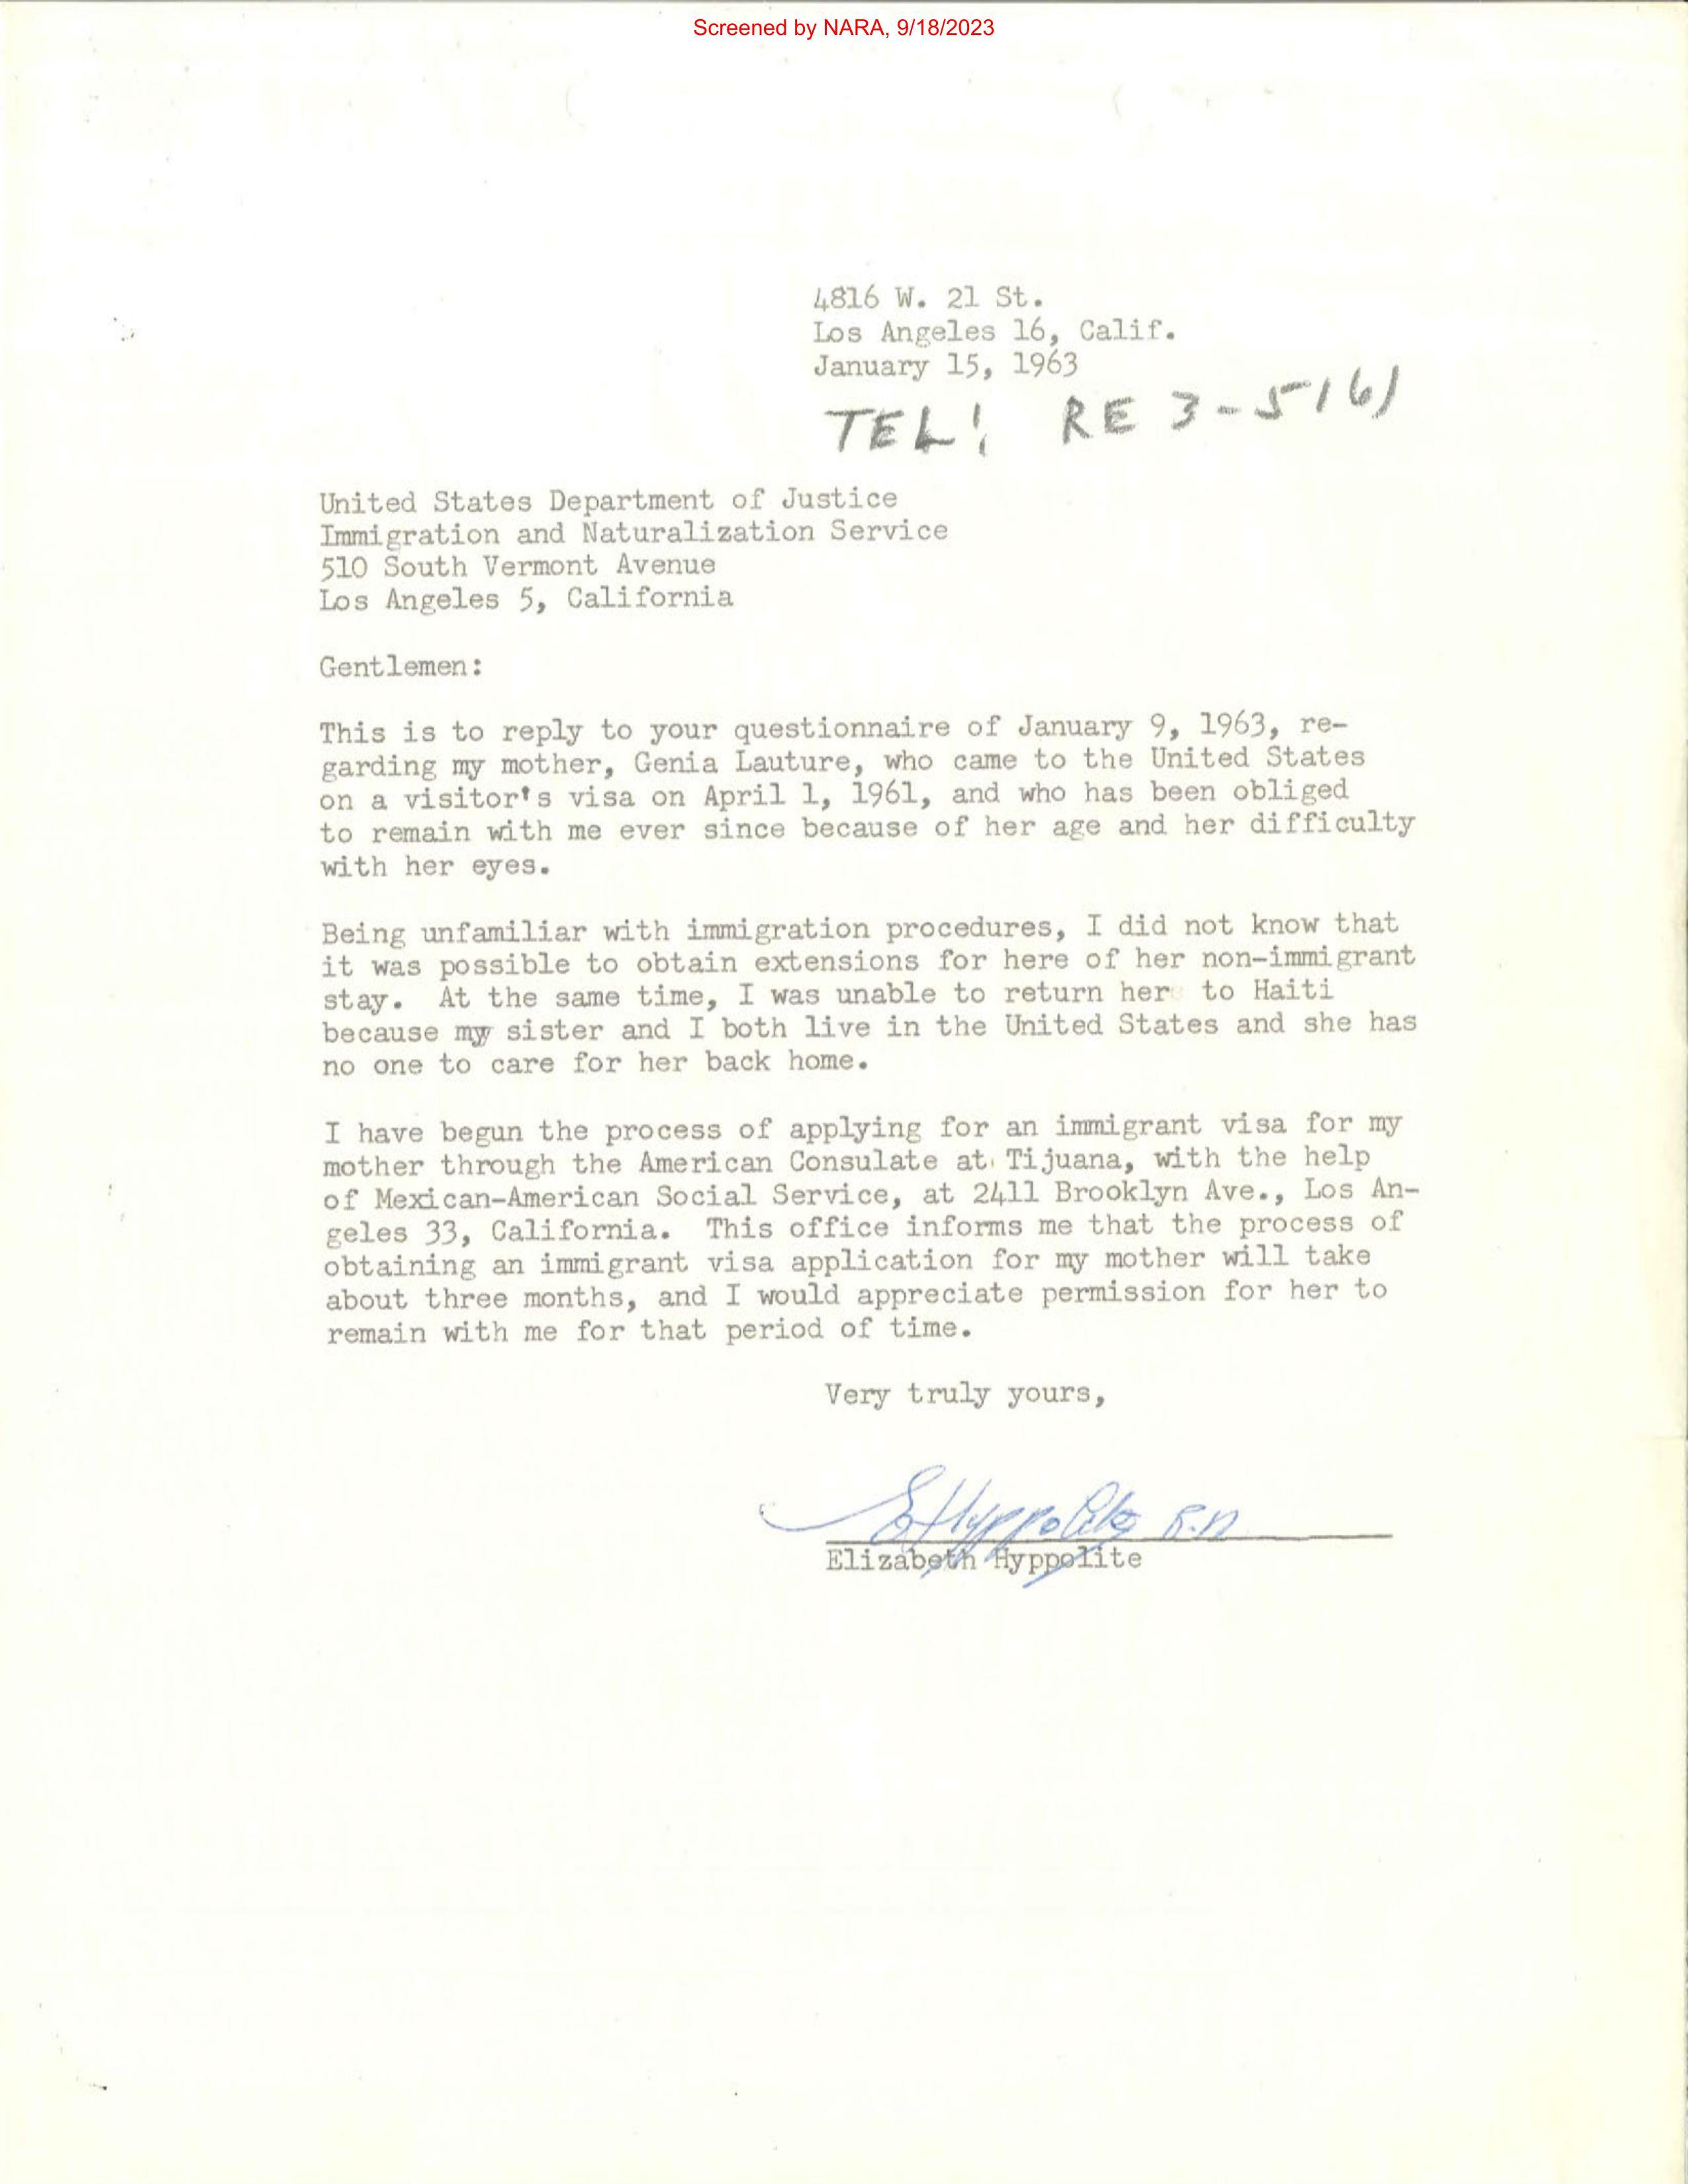 Screened by NARA, 9/18/2023
4816 W. 21 St.
Los Angeles 16, Calif.
January 15, 1963
TEL: RE 3-5161
United States Department of Justice
Immigration and Naturalization Service
510 South Vermont Avenue
Los Angeles 5, California
Gentlemen:
This is to reply to your questionnaire of January 9, 1963, re-
garding my mother, Genia Lauture, who came to the United States
on a visitor's visa on April 1, 1961, and who has been obliged
to remain with me ever since because of her age and her difficulty
with her eyes.
Being unfamiliar with immigration procedures, I did not know that
it was possible to obtain extensions for here of her non-immigrant
stay. At the same time, I was unable to return her to Haiti
because my sister and I both live in the United States and she has
no one to care for her back home.
I have begun the process of applying for an immigrant visa for my
mother through the American Consulate at Tijuana, with the help
of Mexican-American Social Service, at 2411 Brooklyn Ave., Los An-
geles 33, California. This office informs me that the process of
obtaining an immigrant visa application for my mother will take
about three months, and I would appreciate permission for her to
remain with me for that period of time.
Very truly yours,
E Hyppolite R.N
Elizabeth Hyppolite